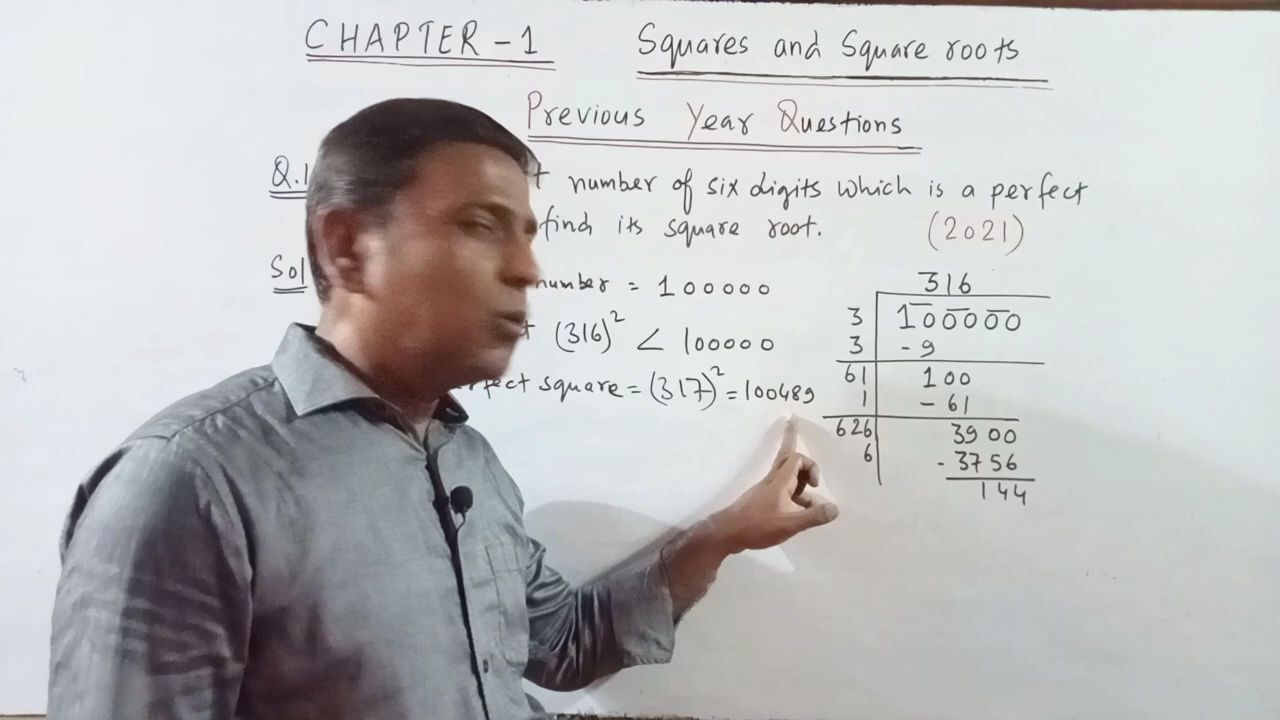 CHAPTER - 1 Squares and Square roots
Previous Year Questions
Q.1 number of six digits which is a perfect
find its square root. (2021)
Sol number = 100000
(316)² < 100000
square = (317)² = 100489
316
3 100000
3 - 9
61 100
1 - 61
626 3900
6 - 3756
144